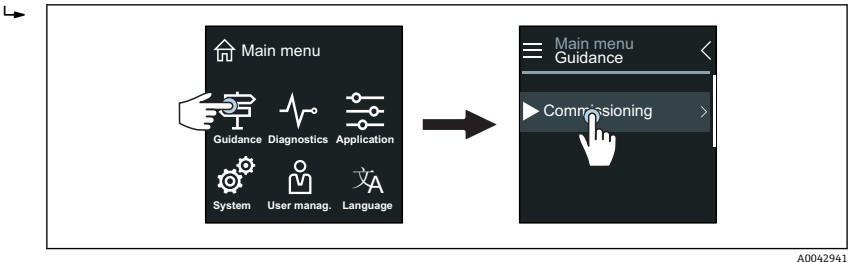 Main menu
Guidance Diagnostics Application
System User manag. Language
Main menu
Guidance
Commissioning
A0042941